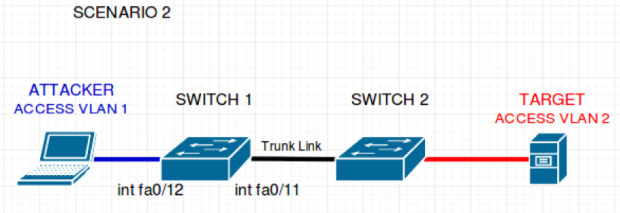 SCENARIO 2
ATTACKER
ACCESS VLAN 1
SWITCH 1
SWITCH 2
TARGET
ACCESS VLAN 2
Trunk Link
int fa0/12
int fa0/11